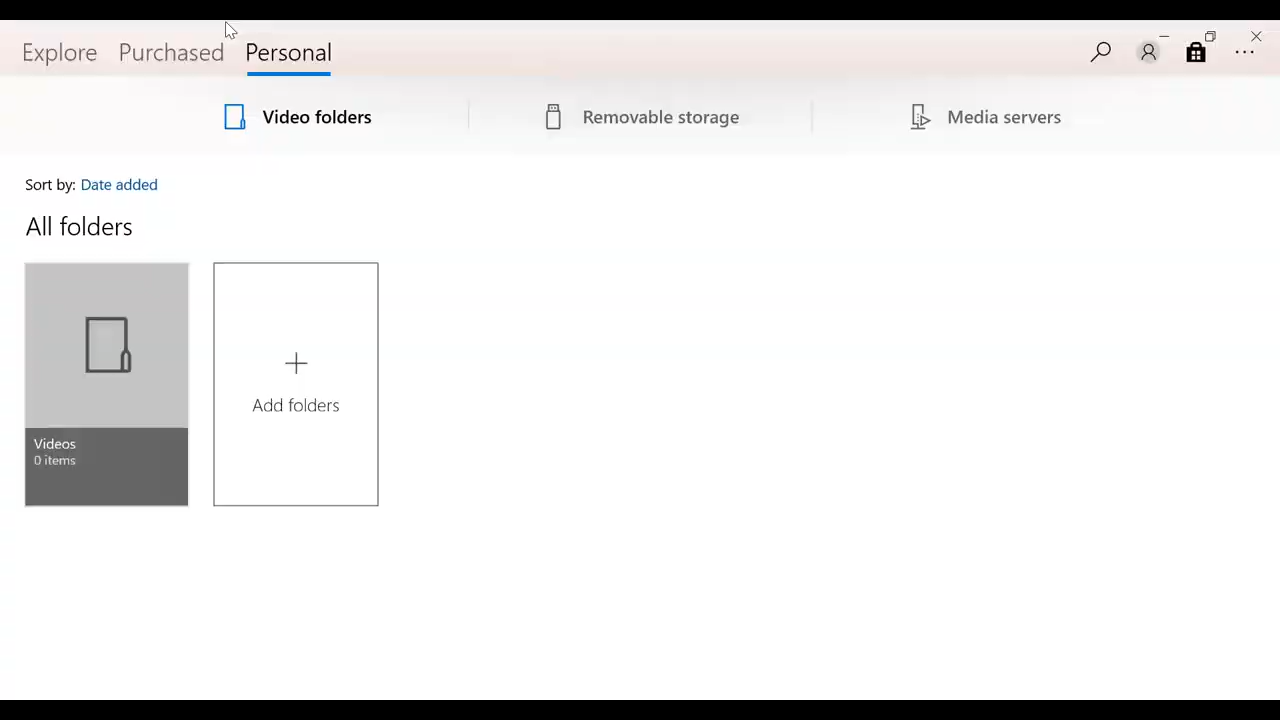 Explore Purchased Personal
Video folders Removable storage Media servers
Sort by: Date added
All folders
Add folders
Videos
0 items